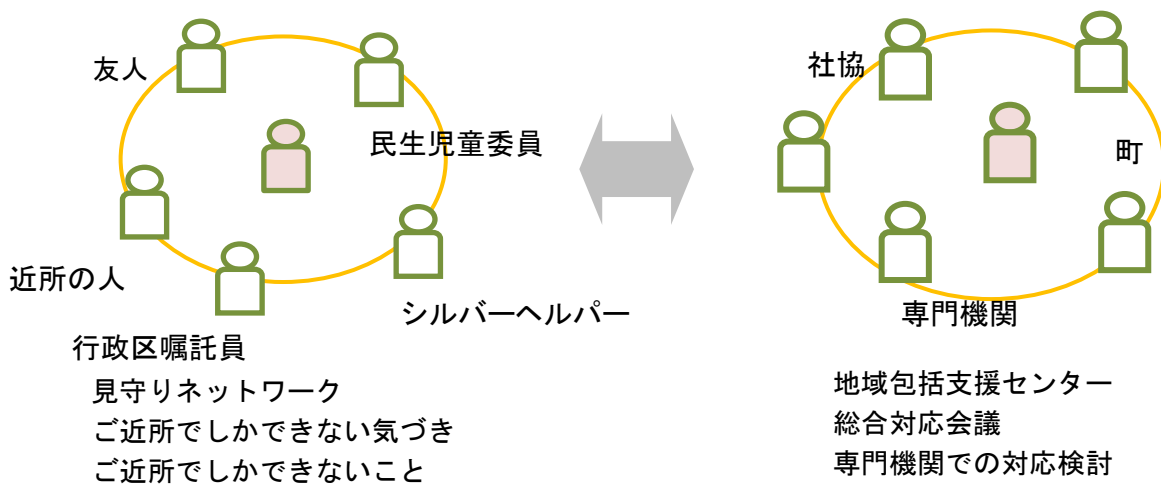 友人
民生児童委員
近所の人
シルバーヘルパー
行政区嘱託員
見守りネットワーク
ご近所でしかできない気づき
ご近所でしかできないこと
社協
町
専門機関
地域包括支援センター
総合対応会議
専門機関での対応検討